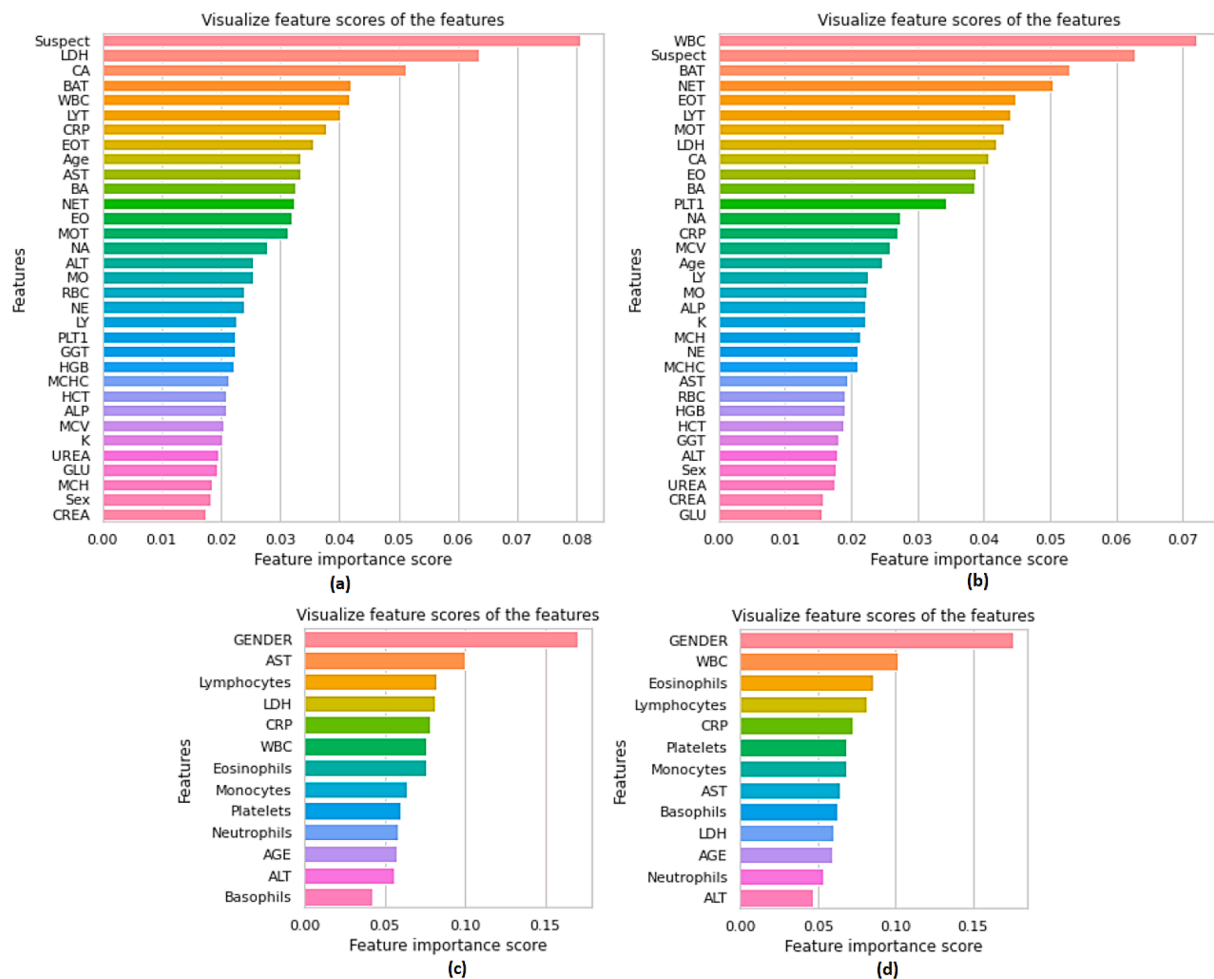 Visualize feature scores of the features
Suspect
LDH
CA
BAT
WBC
LYT
CRP
EOT
Age
AST
BA
NET
EO
MOT
NA
ALT
MO
RBC
NE
LY
PLT1
GGT
HGB
MCHC
HCT
ALP
MCV
K
UREA
GLU
MCH
Sex
CREA
Features
0.00 0.01 0.02 0.03 0.04 0.05 0.06 0.07 0.08
Feature importance score
(a)
Visualize feature scores of the features
WBC
Suspect
BAT
NET
EOT
LYT
MOT
LDH
CA
EO
BA
PLT1
NA
CRP
MCV
Age
LY
MO
ALP
K
MCH
NE
MCHC
AST
RBC
HGB
HCT
GGT
ALT
Sex
UREA
CREA
GLU
Features
0.00 0.01 0.02 0.03 0.04 0.05 0.06 0.07
Feature importance score
(b)
Visualize feature scores of the features
GENDER
AST
Lymphocytes
LDH
CRP
WBC
Eosinophils
Monocytes
Platelets
Neutrophils
AGE
ALT
Basophils
Features
0.00 0.05 0.10 0.15
Feature importance score
(c)
Visualize feature scores of the features
GENDER
WBC
Eosinophils
Lymphocytes
CRP
Platelets
Monocytes
AST
Basophils
LDH
AGE
Neutrophils
ALT
Features
0.00 0.05 0.10 0.15
Feature importance score
(d)